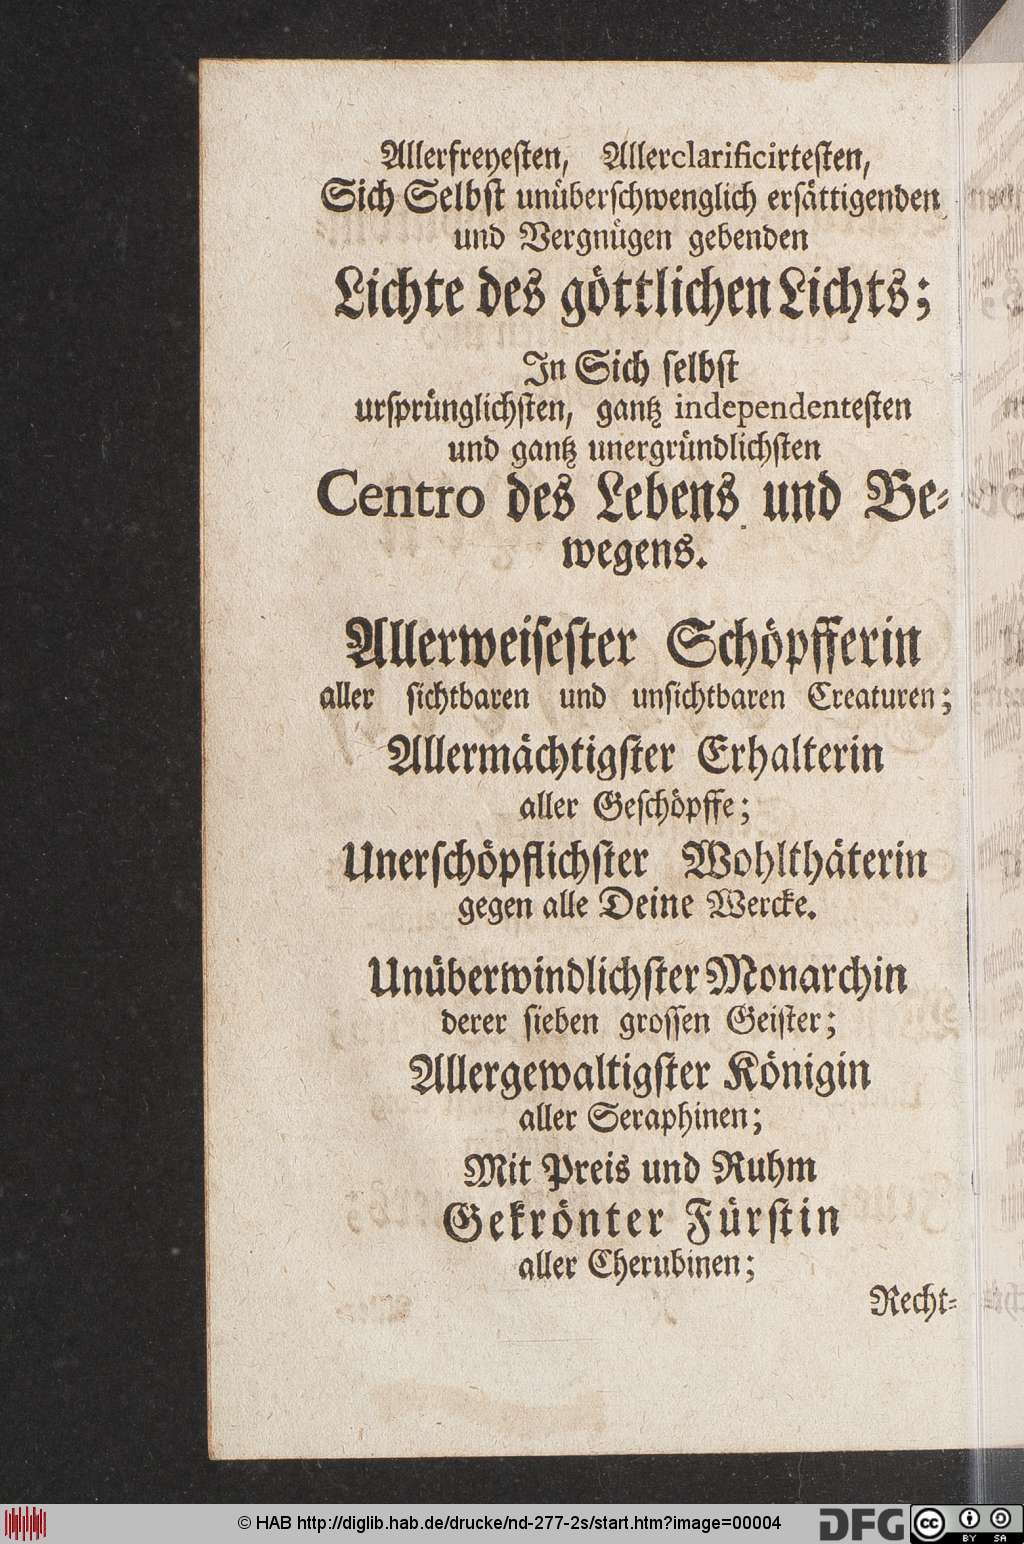 Allerfreyesten, Allerclarificirtesten,
Sich Selbst unüberschwenglich ersättigenden
und Vergnügen gebenden
Lichte des göttlichen Lichts;
In Sich selbst
ursprünglichsten, gantz independentesten
und gantz unergründlichsten
Centro des Lebens und Be-
wegens.
Allerweisester Schöpfferin
aller sichtbaren und unsichtbaren Creaturen;
Allermächtigster Erhalterin
aller Geschöpffe;
Unerschöpflichster Wohlthäterin
gegen alle Deine Wercke.
Unüberwindlichster Monarchin
derer sieben grossen Geister;
Allergewaltigster Königin
aller Seraphinen;
Mit Preis und Ruhm
Gekrönter Fürstin
aller Cherubinen;
Recht-
© HAB http://diglib.hab.de/drucke/nd-277-2s/start.htm?image=00004
DFG
cc
BY SA